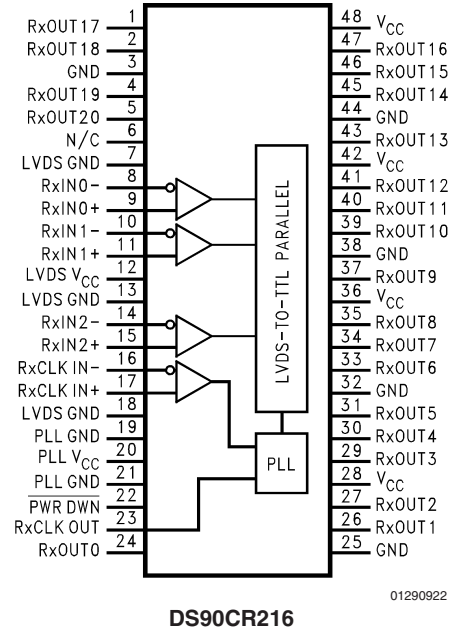 RxOUT17 1
RxOUT18 2
GND 3
RxOUT19 4
RxOUT20 5
N/C 6
LVDS GND 7
RxIN0- 8
RxIN0+ 9
RxIN1- 10
RxIN1+ 11
LVDS VCC 12
LVDS GND 13
RxIN2- 14
RxIN2+ 15
RxCLK IN- 16
RxCLK IN+ 17
LVDS GND 18
PLL GND 19
PLL VCC 20
PLL GND 21
PWR DWN 22
RxCLK OUT 23
RxOUT0 24
LVDS-TO-TTL PARALLEL
PLL
48 VCC
47 RxOUT16
46 RxOUT15
45 RxOUT14
44 GND
43 RxOUT13
42 VCC
41 RxOUT12
40 RxOUT11
39 RxOUT10
38 GND
37 RxOUT9
36 VCC
35 RxOUT8
34 RxOUT7
33 RxOUT6
32 GND
31 RxOUT5
30 RxOUT4
29 RxOUT3
28 VCC
27 RxOUT2
26 RxOUT1
25 GND
01290922
DS90CR216